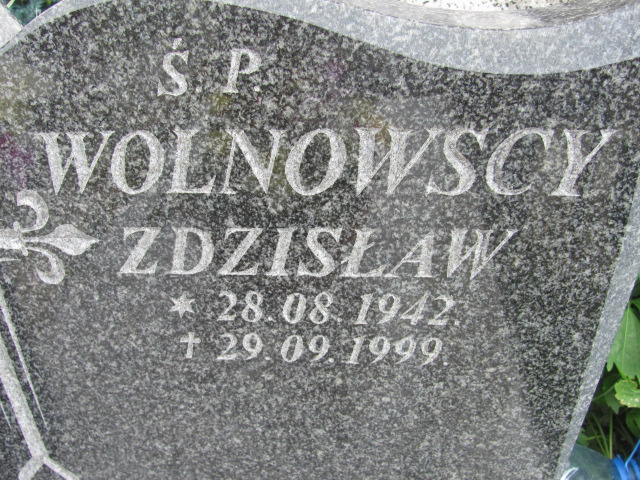 Ś. P.
WOLNOWSCY
ZDZISŁAW
* 28.08.1942.
✝ 29.09.1999.